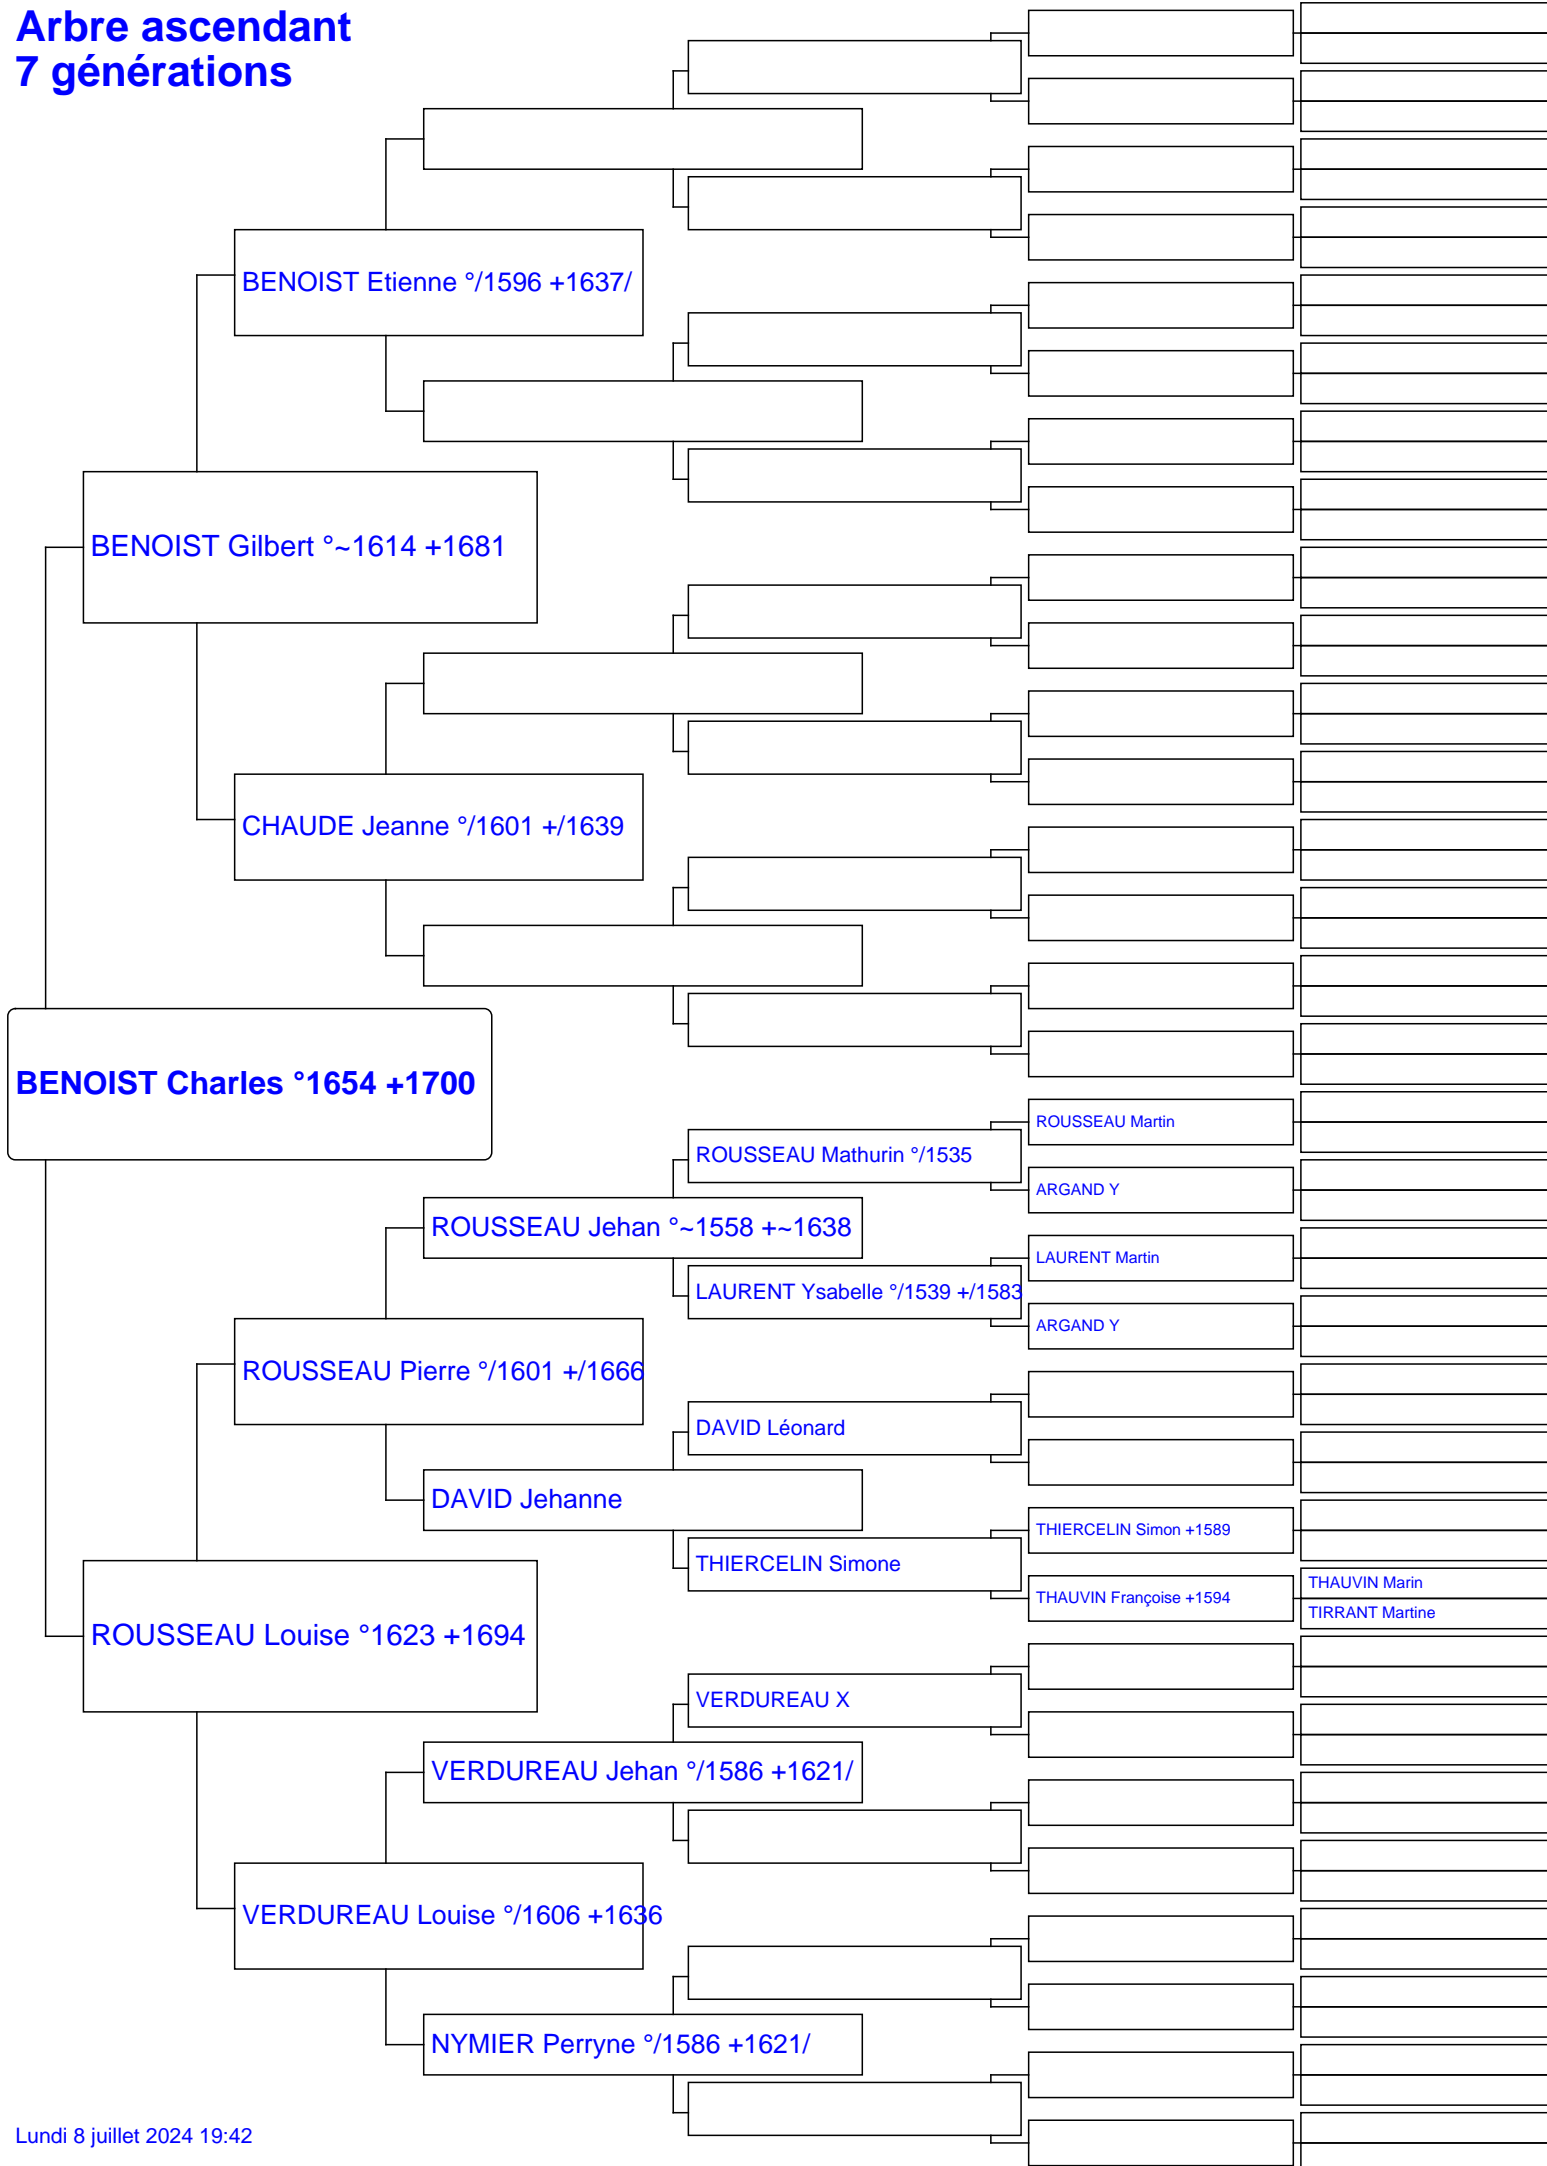 Arbre ascendant
7 générations
BENOIST Etienne °/1596 +1637/
BENOIST Gilbert °~1614 +1681
CHAUDE Jeanne °/1601 +/1639
BENOIST Charles °1654 +1700
ROUSSEAU Martin
ROUSSEAU Mathurin °/1535
ARGAND Y
ROUSSEAU Jehan °~1558 +~1638
LAURENT Martin
LAURENT Ysabelle °/1539 +/1583
ARGAND Y
ROUSSEAU Pierre °/1601 +/1666
DAVID Léonard
DAVID Jehanne
THIERCELIN Simon +1589
THIERCELIN Simone
THAUVIN Marin
THAUVIN Françoise +1594
TIRRANT Martine
ROUSSEAU Louise °1623 +1694
VERDUREAU X
VERDUREAU Jehan °/1586 +1621/
VERDUREAU Louise °/1606 +1636
NYMIER Perryne °/1586 +1621/
Lundi 8 juillet 2024 19:42